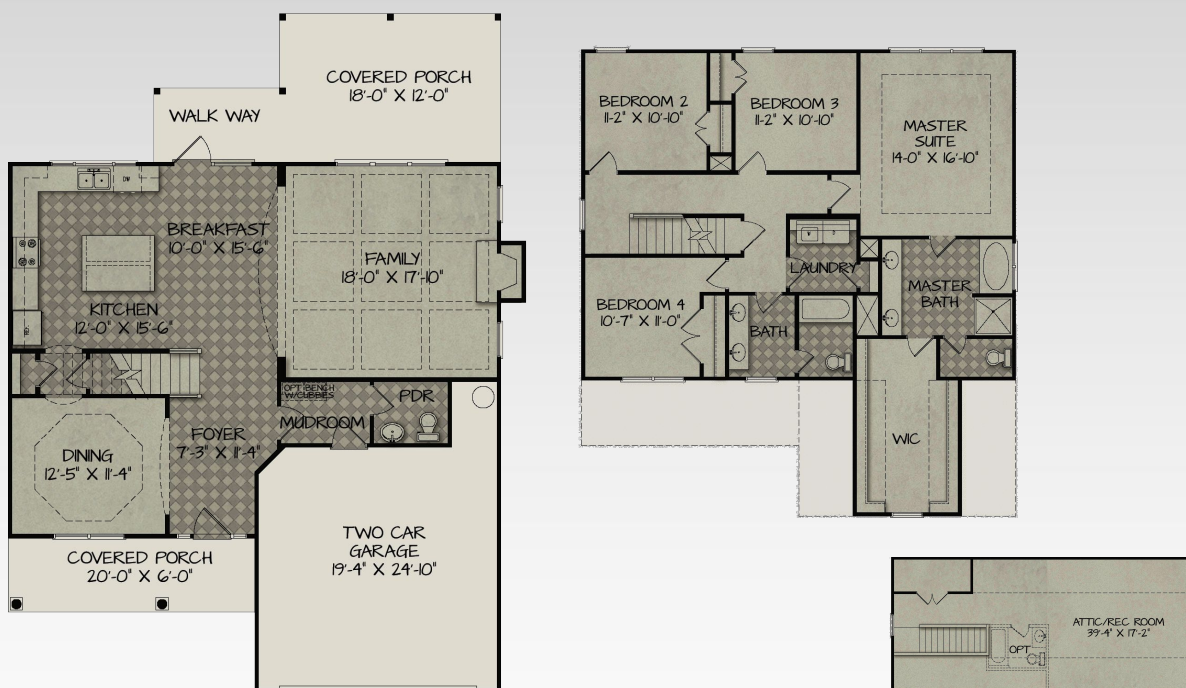 COVERED PORCH
18'-0" X 12'-0"
WALK WAY
DW
BREAKFAST
10'-0" X 15'-6"
FAMILY
18'-0" X 17'-10"
KITCHEN
12'-0" X 15'-6"
OPT BENCH
W/CUBBIES
PDR
MUDROOM
FOYER
7'-3" X 11'-4"
DINING
12'-5" X 11'-4"
TWO CAR
GARAGE
19'-4" X 24'-10"
COVERED PORCH
20'-0" X 6'-0"
BEDROOM 2
11-2" X 10'-10"
BEDROOM 3
11-2" X 10'-10"
MASTER
SUITE
14-0" X 16'-10"
LAUNDRY
MASTER
BATH
BEDROOM 4
10'-7" X 11'-0"
BATH
WIC
ATTIC/REC ROOM
39'-4" X 17'-2"
OPT